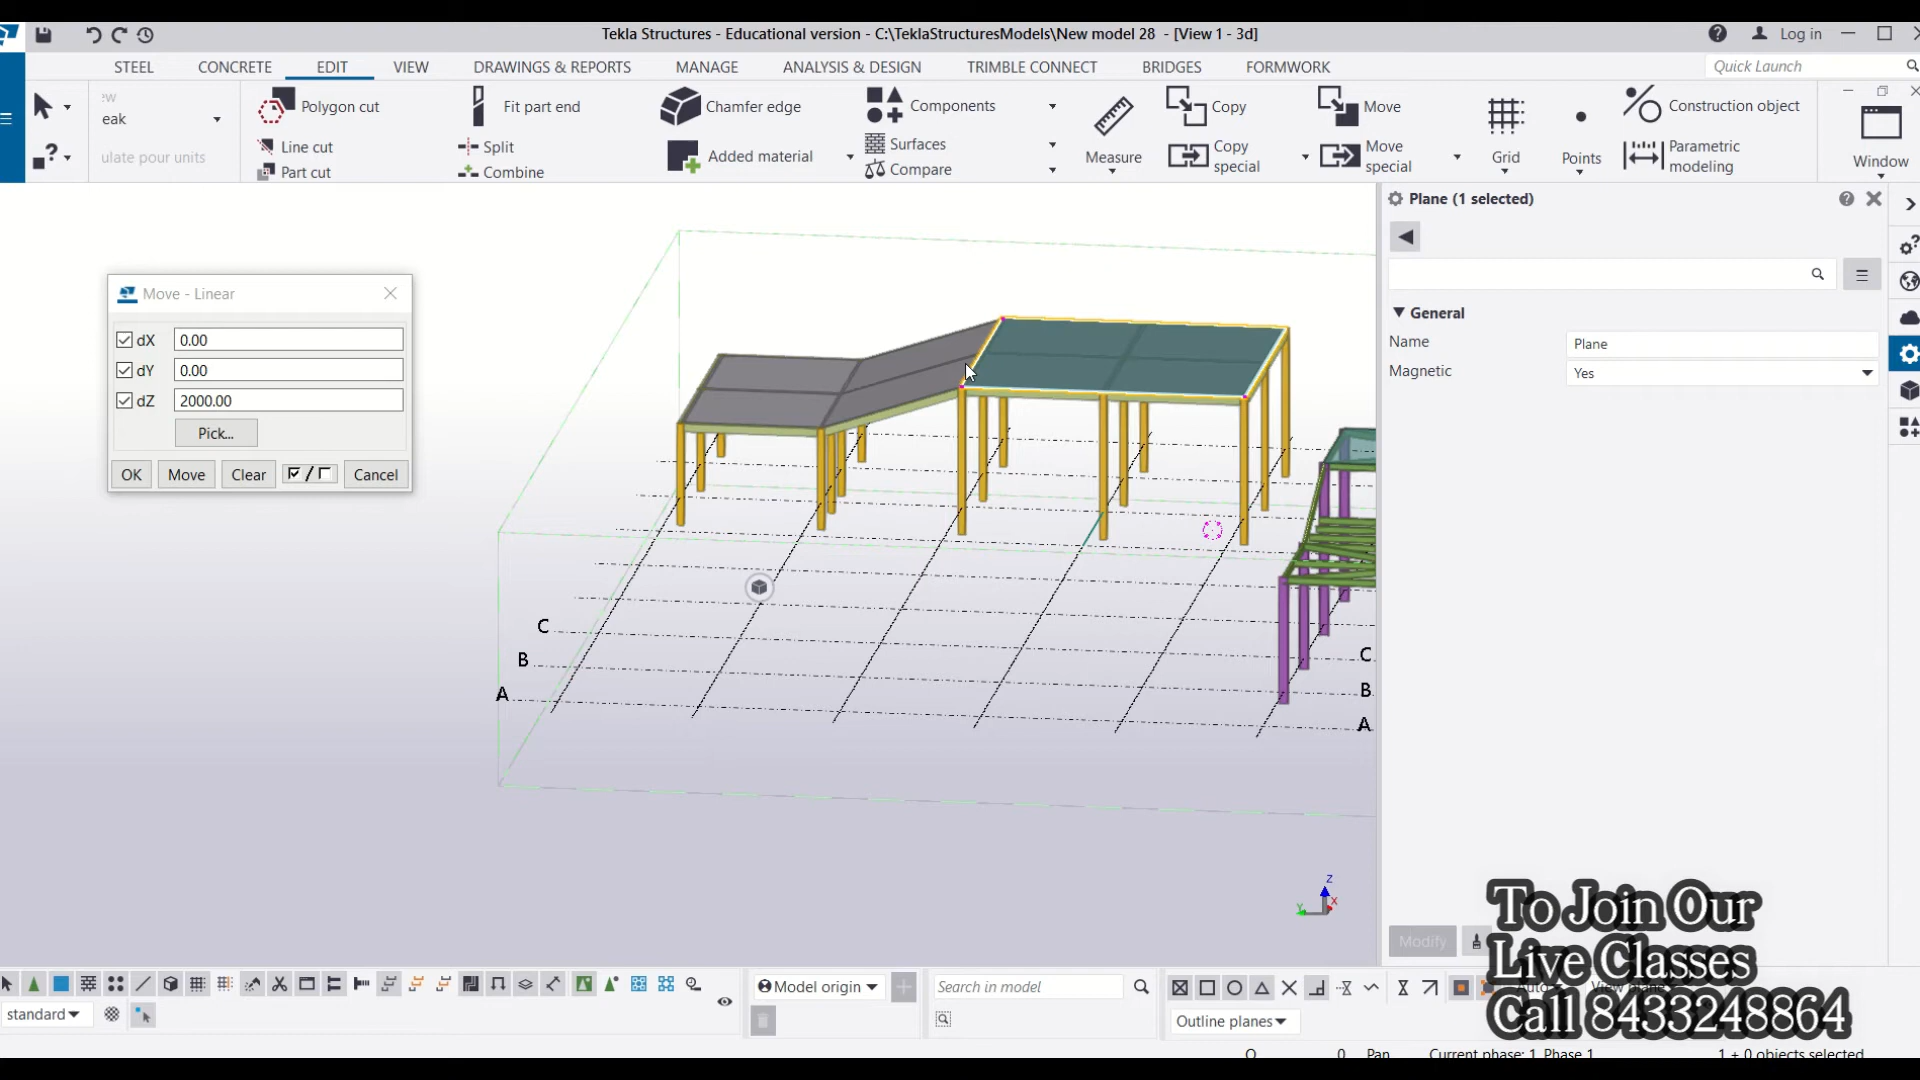 Tekla Structures - Educational version - C:\TeklaStructuresModels\New model 28 - [View 1 - 3d]
Log in
STEEL CONCRETE EDIT VIEW DRAWINGS & REPORTS MANAGE ANALYSIS & DESIGN TRIMBLE CONNECT BRIDGES FORMWORK
Quick Launch
eak
ulate pour units
Polygon cut
Line cut
Part cut
Fit part end
Split
Combine
Chamfer edge
Added material
Components
Surfaces
Compare
Measure
Copy
Copy special
Move
Move special
Grid
Points
Construction object
Parametric modeling
Window
Plane (1 selected)
General
Name Plane
Magnetic Yes
Modify
Move - Linear
dX 0.00
dY 0.00
dZ 2000.00
Pick...
OK Move Clear / Cancel
C
B
A
C
B
A
Z
Y
X
To Join Our
Live Classes
Call 8433248864
Model origin
Search in model
standard
Outline planes
O 0 Pan Current phase: 1, Phase 1 1 + 0 objects selected